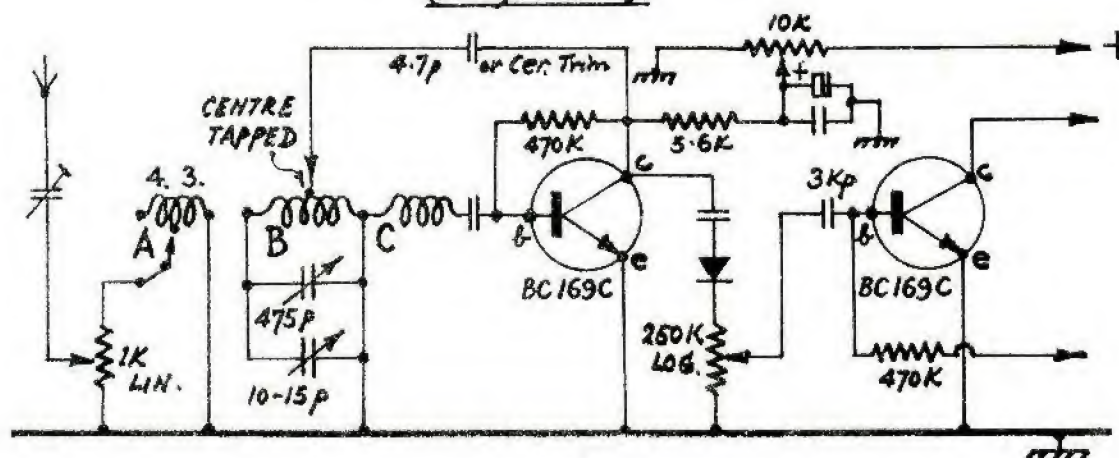 10K
+
4.7p or Cer. Trim
CENTRE
TAPPED
470K
5.6K
+
c
c
4. 3.
3Kp
A
B
C
b
b
e
e
BC169C
BC169C
475p
1K
LIN.
250K
LOG.
10-15p
470K